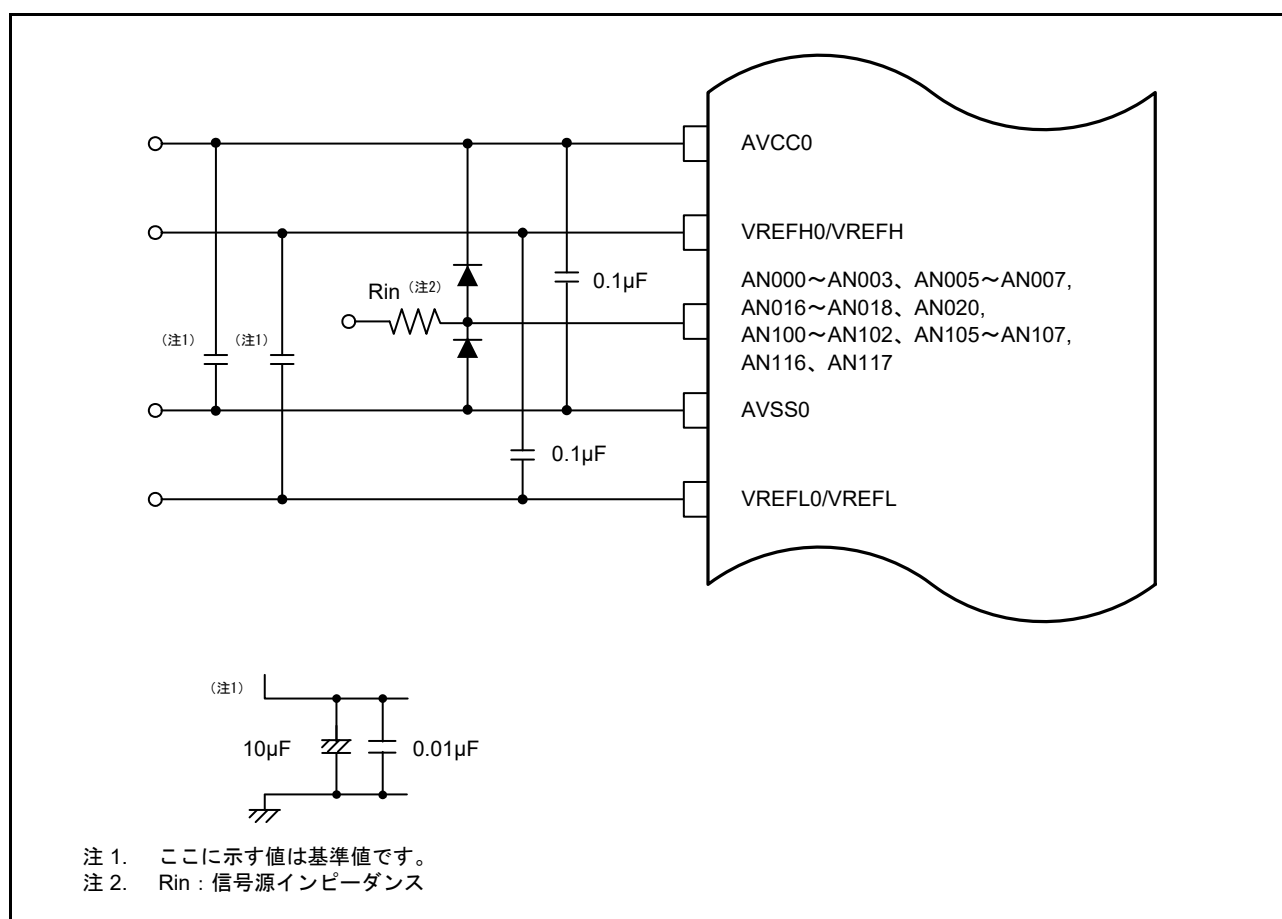 AVCC0
VREFH0/VREFH
Rin (注2)
0.1µF
AN000～AN003、AN005～AN007,
AN016～AN018、AN020,
AN100～AN102、AN105～AN107,
AN116、AN117
(注1)
(注1)
AVSS0
0.1µF
VREFL0/VREFL
(注1)
10µF
0.01µF
注 1. ここに示す値は基準値です。
注 2. Rin：信号源インピーダンス